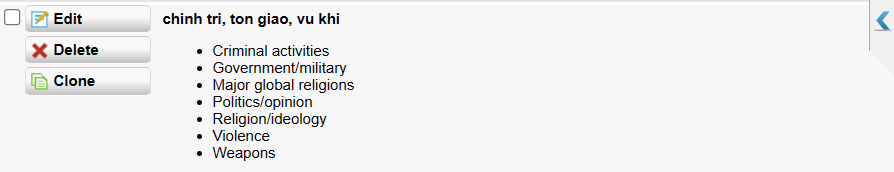 Edit
chinh tri, ton giao, vu khi
Delete
Clone
Criminal activities
Government/military
Major global religions
Politics/opinion
Religion/ideology
Violence
Weapons